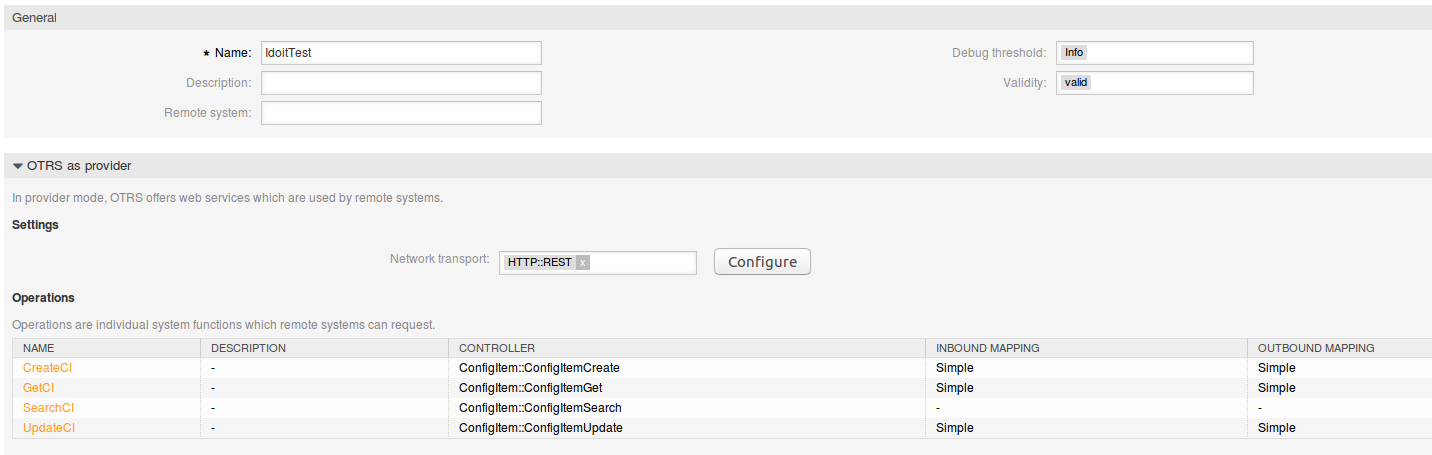 General
* Name: IdoitTest Debug threshold: Info
Description: Validity: valid
Remote system:
OTRS as provider
In provider mode, OTRS offers web services which are used by remote systems.
Settings
Network transport: HTTP::REST x Configure
Operations
Operations are individual system functions which remote systems can request.
NAME DESCRIPTION CONTROLLER INBOUND MAPPING OUTBOUND MAPPING
CreateCI - ConfigItem::ConfigItemCreate Simple Simple
GetCI - ConfigItem::ConfigItemGet Simple Simple
SearchCI - ConfigItem::ConfigItemSearch - -
UpdateCI - ConfigItem::ConfigItemUpdate Simple Simple